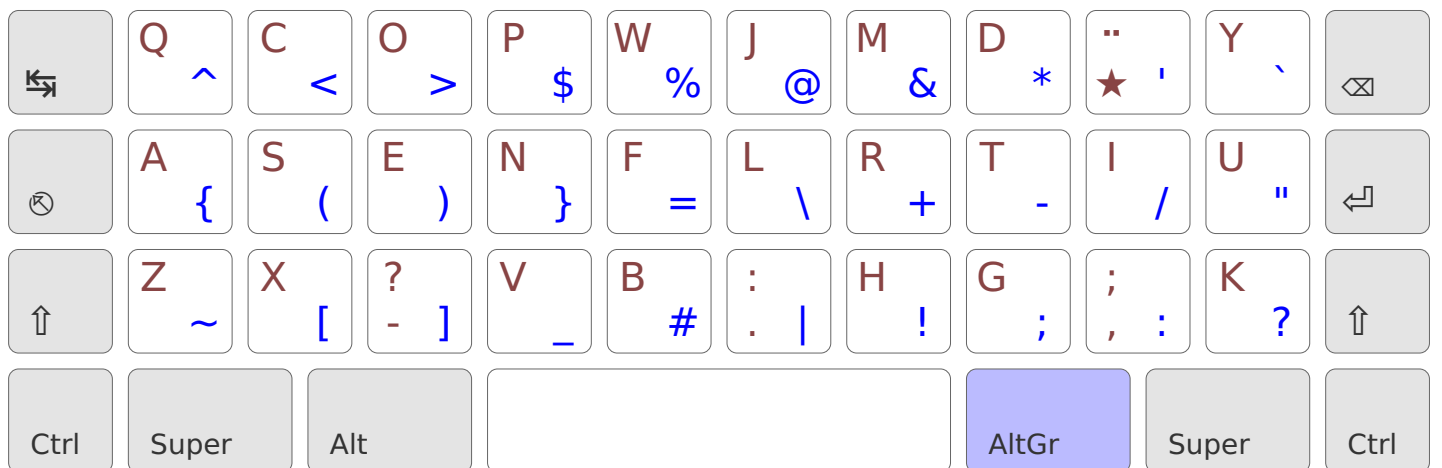 ↹ Q ^ C < O > P $ W % J @ M & D * ¨ ★ ' Y ` ⌫
⎋ A { S ( E ) N } F = L \ R + T - I / U " ⏎
⇧ Z ~ X [ ? - ] V _ B # : . | H ! G ; ; , : K ? ⇧
Ctrl Super Alt AltGr Super Ctrl